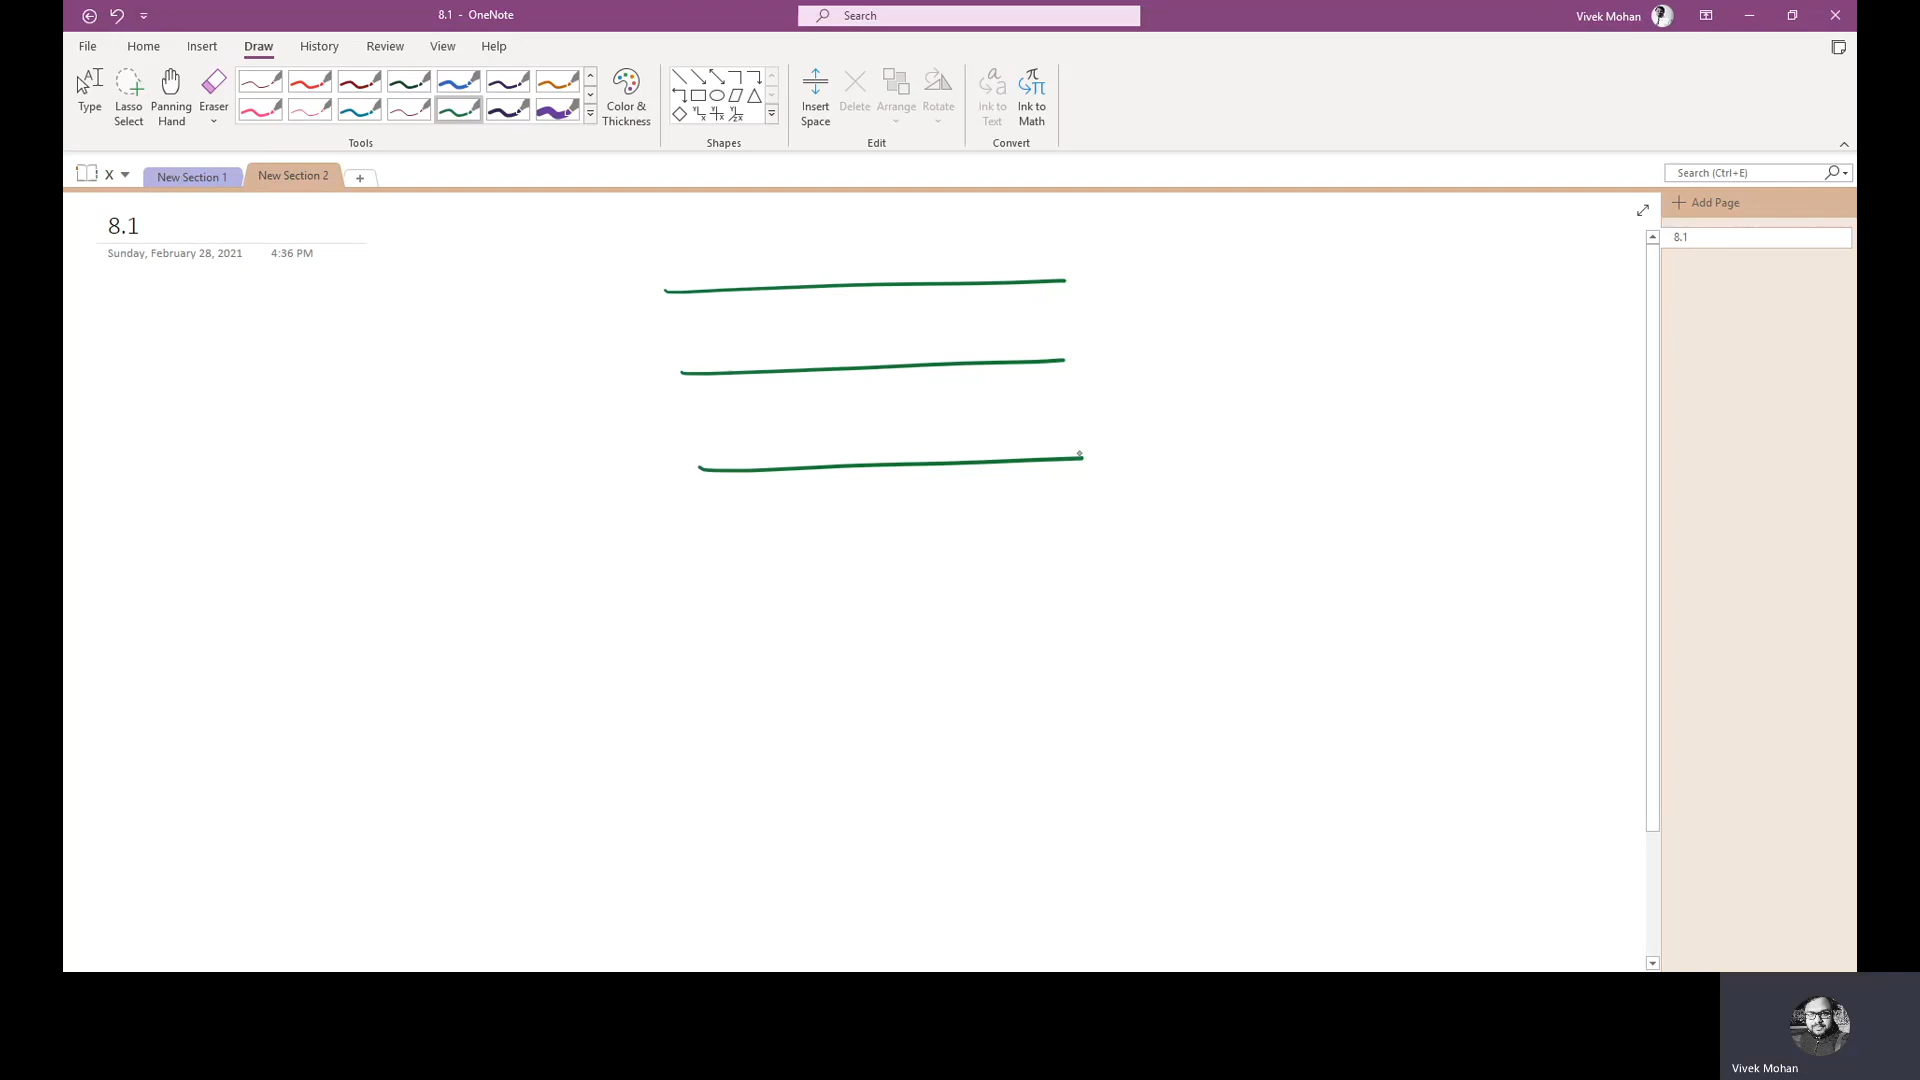 8.1 - OneNote
Search
Vivek Mohan
File Home Insert Draw History Review View Help
Type
Lasso Select
Panning Hand
Eraser
Color & Thickness
Insert Space
Delete
Arrange
Rotate
Ink to Text
Ink to Math
Tools
Shapes
Edit
Convert
X
New Section 1
New Section 2
Search (Ctrl+E)
8.1
Sunday, February 28, 2021 4:36 PM
Add Page
8.1
Vivek Mohan